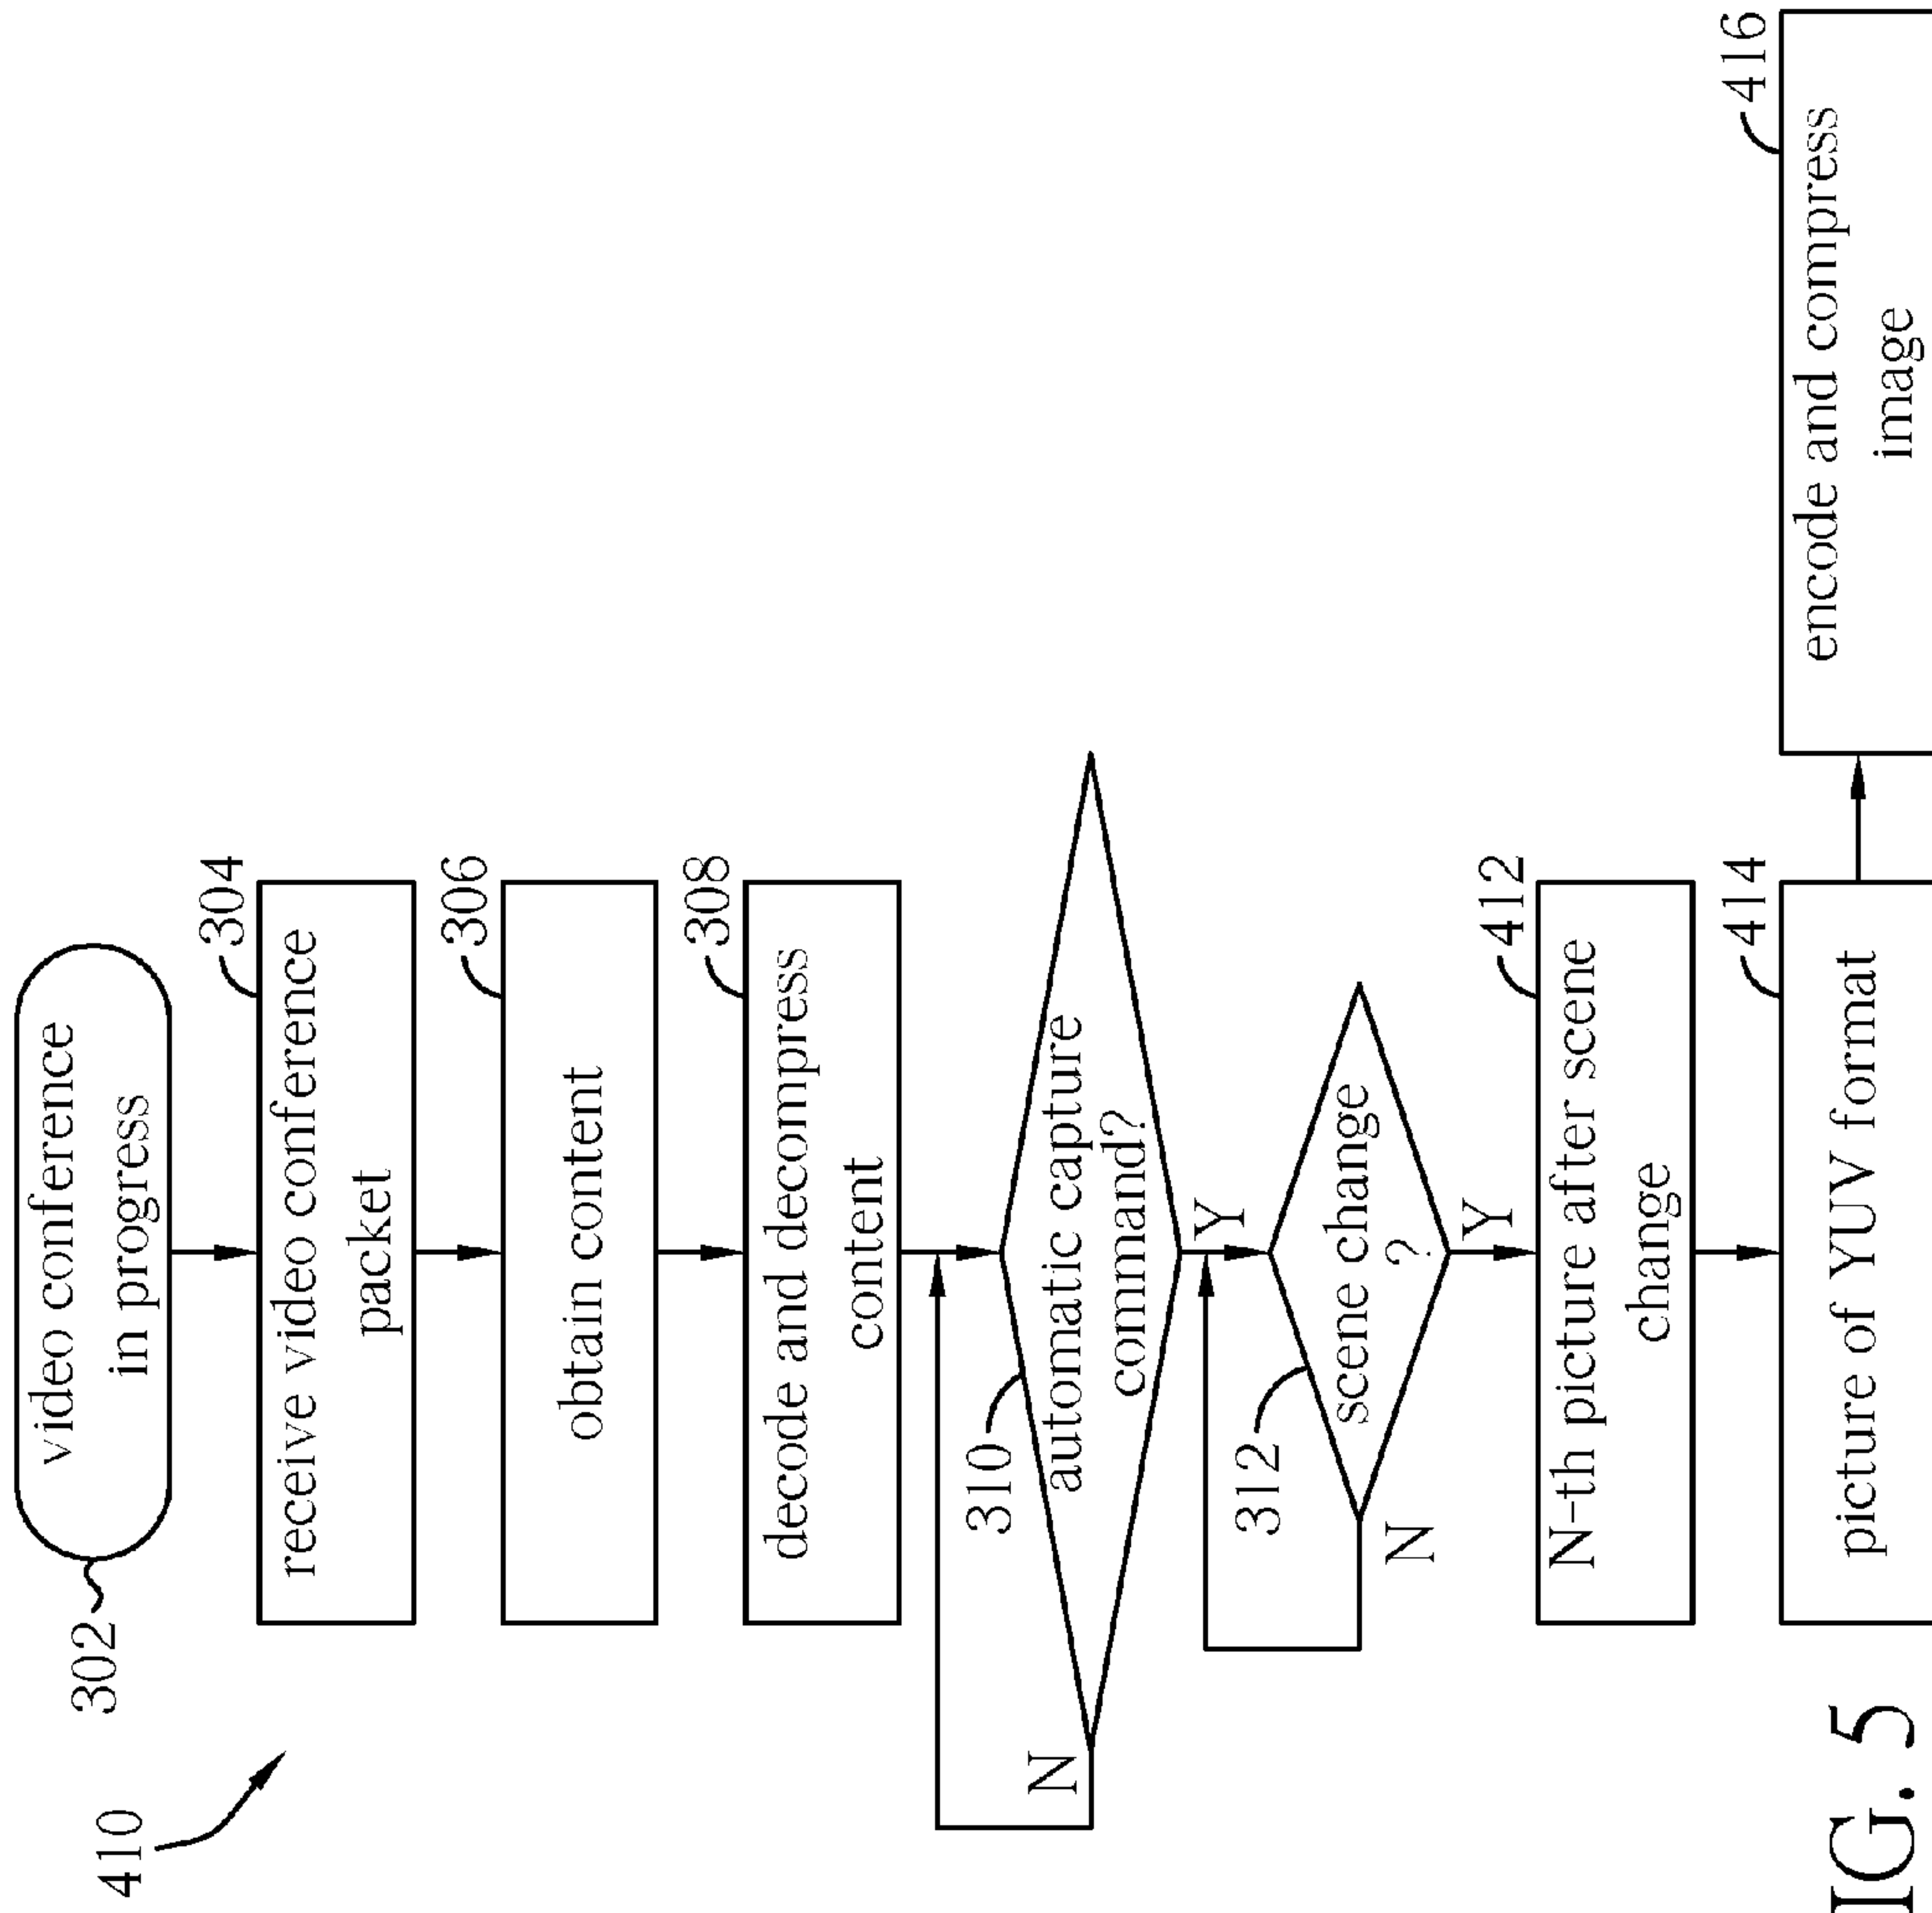 410
302
video conference
in progress
304
receive video conference
packet
306
obtain content
308
decode and decompress
content
310
automatic capture
command?
N
Y
312
scene change
?
N
Y
412
N-th picture after scene
change
414
picture of YUV format
416
encode and compress
image
IG. 5